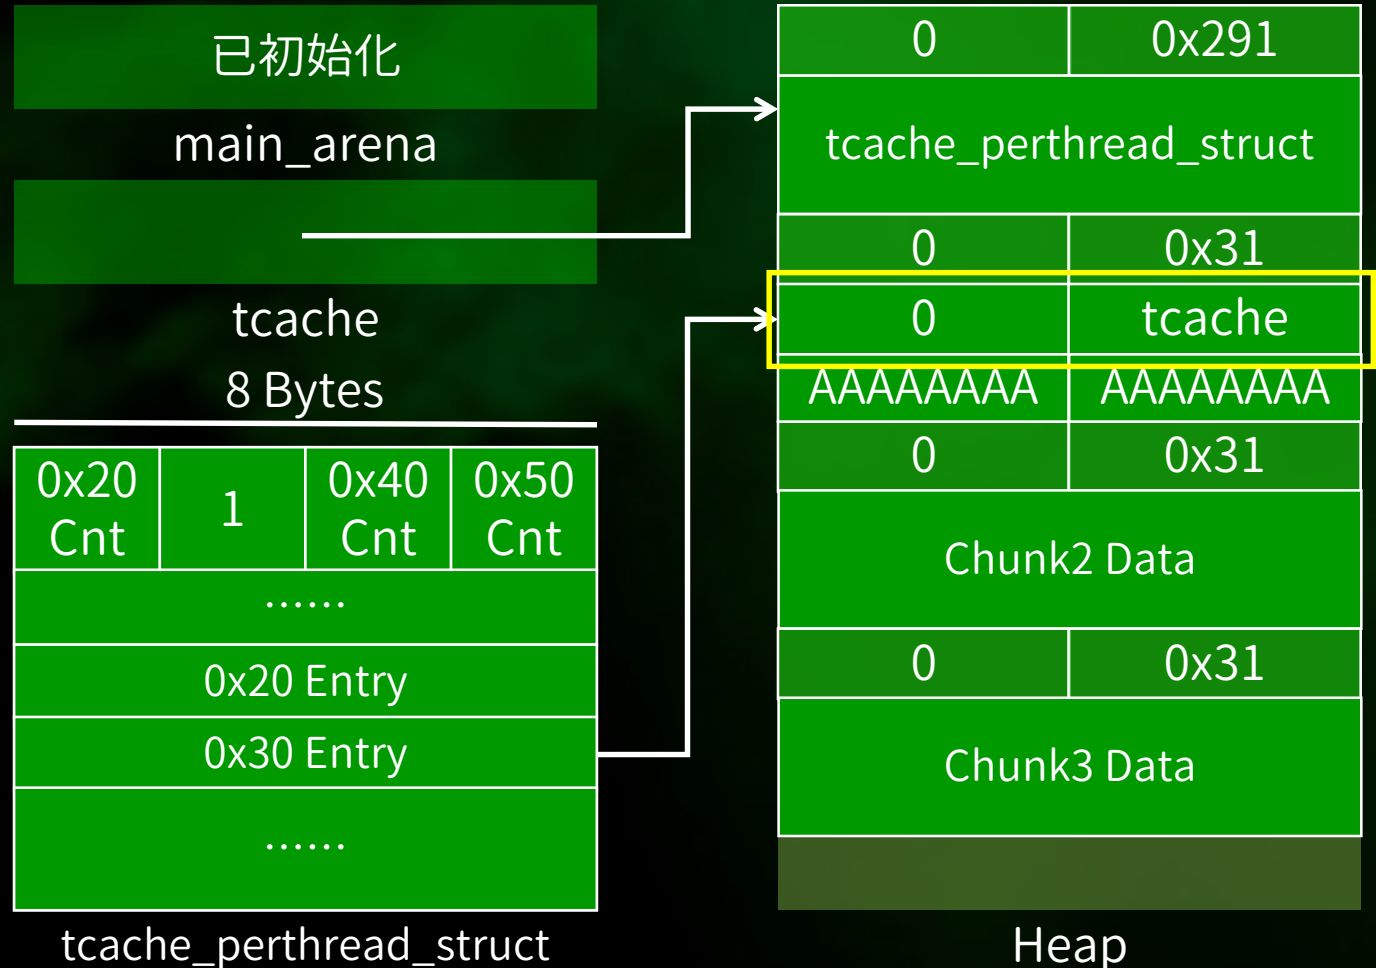 已初始化
main_arena
tcache
8 Bytes
0x20 Cnt
1
0x40 Cnt
0x50 Cnt
......
0x20 Entry
0x30 Entry
......
tcache_perthread_struct
0 0x291
tcache_perthread_struct
0 0x31
0 tcache
AAAAAAAA AAAAAAAA
0 0x31
Chunk2 Data
0 0x31
Chunk3 Data
Heap